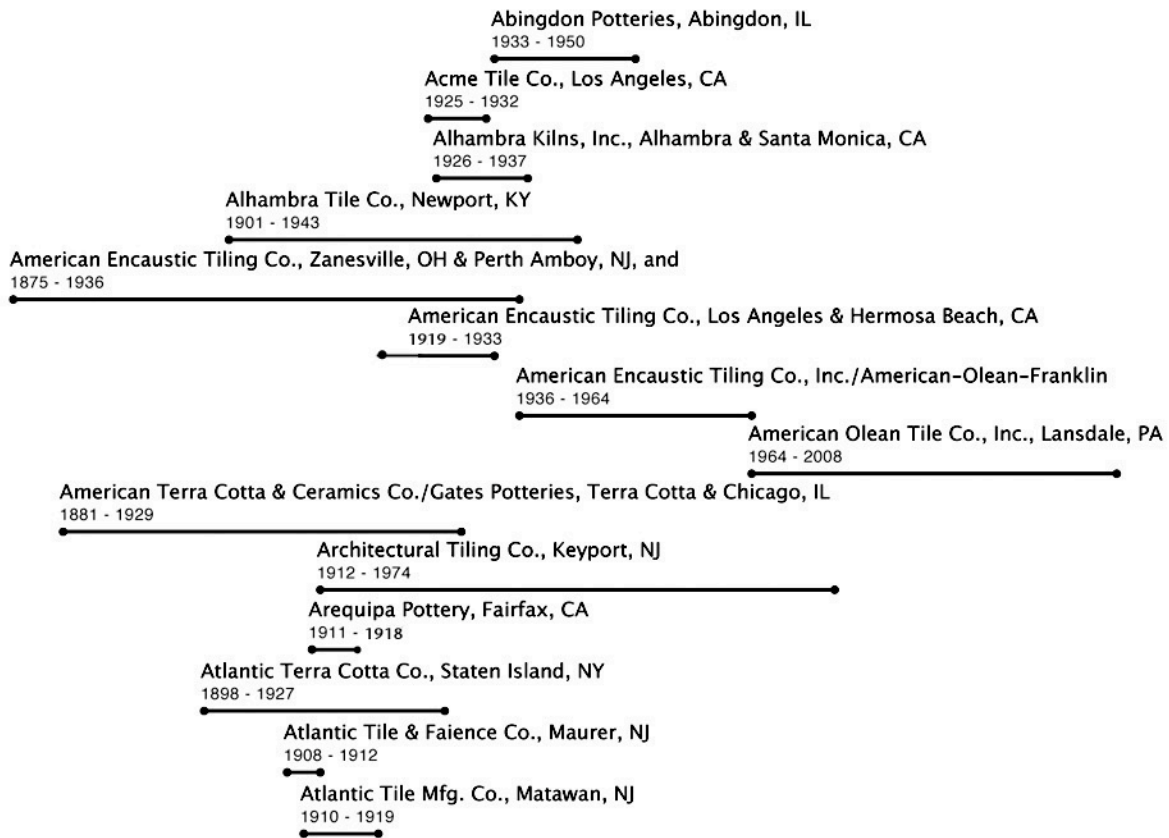 Abingdon Potteries, Abingdon, IL
1933 - 1950
Acme Tile Co., Los Angeles, CA
1925 - 1932
Alhambra Kilns, Inc., Alhambra & Santa Monica, CA
1926 - 1937
Alhambra Tile Co., Newport, KY
1901 - 1943
American Encaustic Tiling Co., Zanesville, OH & Perth Amboy, NJ, and
1875 - 1936
American Encaustic Tiling Co., Los Angeles & Hermosa Beach, CA
1919 - 1933
American Encaustic Tiling Co., Inc./American-Olean-Franklin
1936 - 1964
American Olean Tile Co., Inc., Lansdale, PA
1964 - 2008
American Terra Cotta & Ceramics Co./Gates Potteries, Terra Cotta & Chicago, IL
1881 - 1929
Architectural Tiling Co., Keyport, NJ
1912 - 1974
Arequipa Pottery, Fairfax, CA
1911 - 1918
Atlantic Terra Cotta Co., Staten Island, NY
1898 - 1927
Atlantic Tile & Faience Co., Maurer, NJ
1908 - 1912
Atlantic Tile Mfg. Co., Matawan, NJ
1910 - 1919